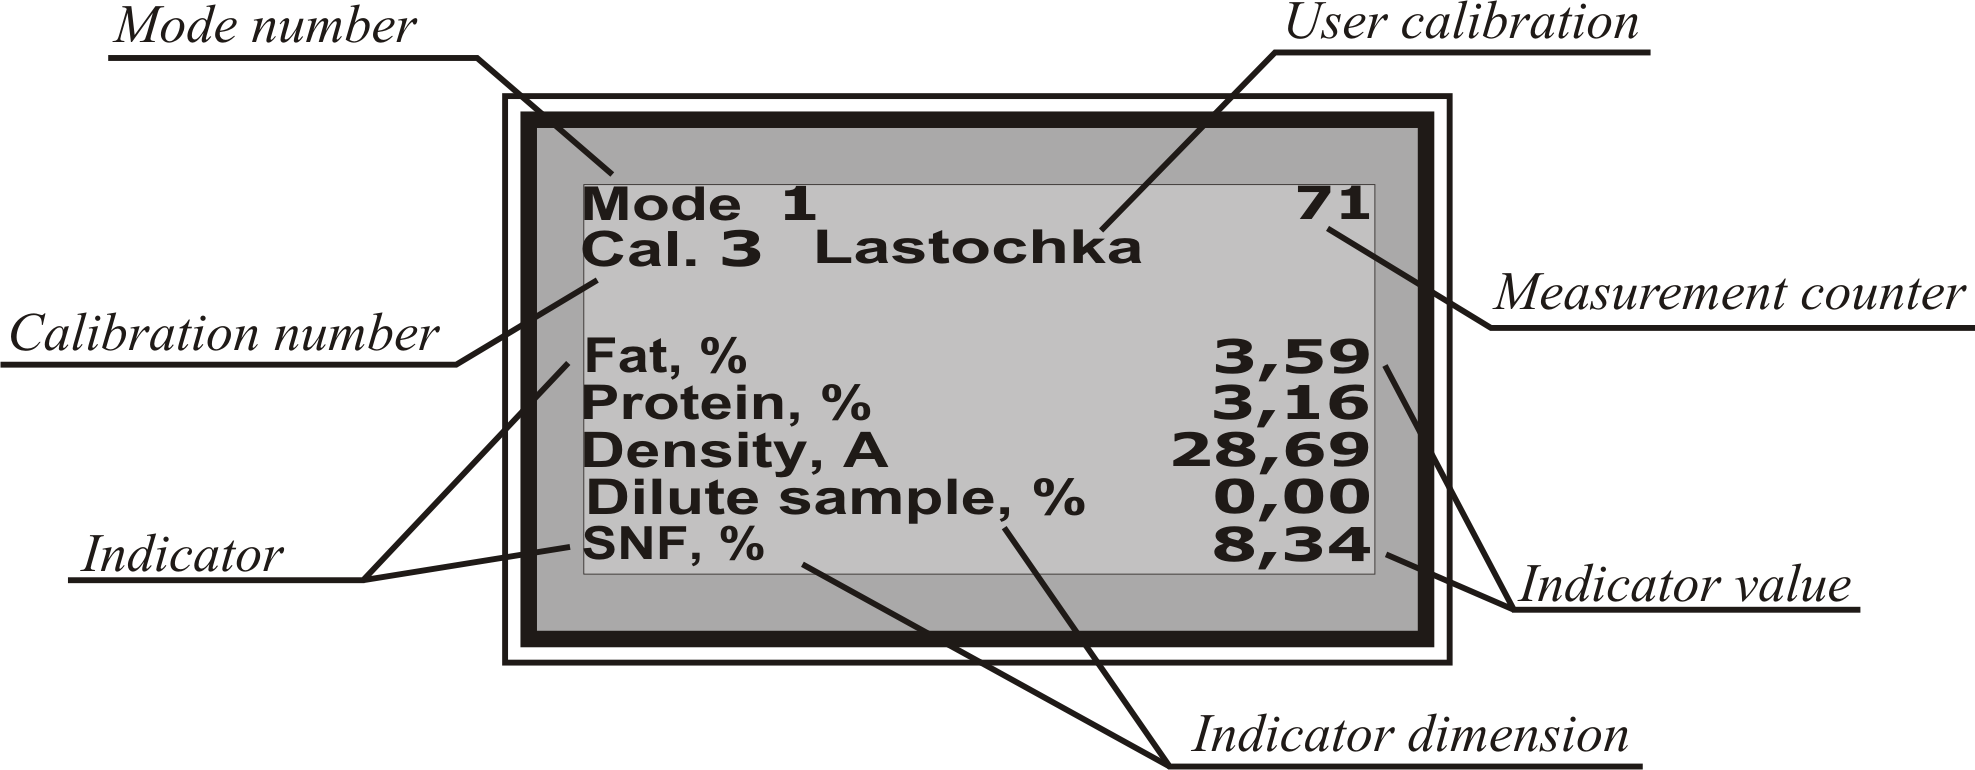 Mode number
User calibration
Mode 1 71
Cal. 3 Lastochka
Measurement counter
Calibration number
Fat, % 3,59
Protein, % 3,16
Density, A 28,69
Dilute sample, % 0,00
SNF, % 8,34
Indicator
Indicator value
Indicator dimension